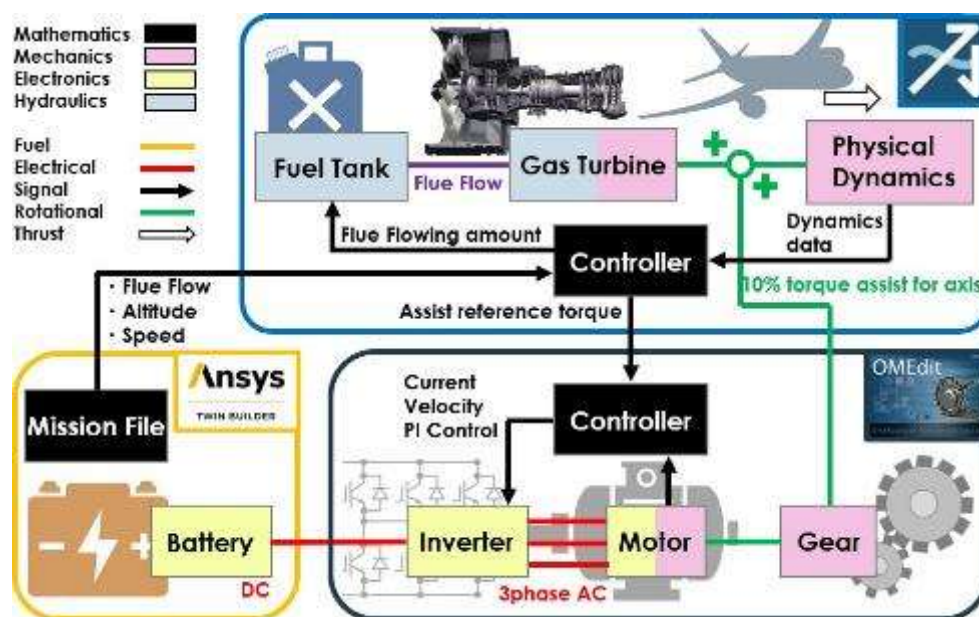 Mathematics
Mechanics
Electronics
Hydraulics
Fuel
Electrical
Signal
Rotational
Thrust
Fuel Tank
Flue Flow
Gas Turbine
+
+
Physical
Dynamics
Flue Flowing amount
Controller
Dynamics
data
10% torque assist for axis
· Flue Flow
· Altitude
· Speed
Assist reference torque
Ansys
TWIN BUILDER
Mission File
Current
Velocity
PI Control
Controller
OMEdit
Battery
DC
Inverter
3phase AC
Motor
Gear